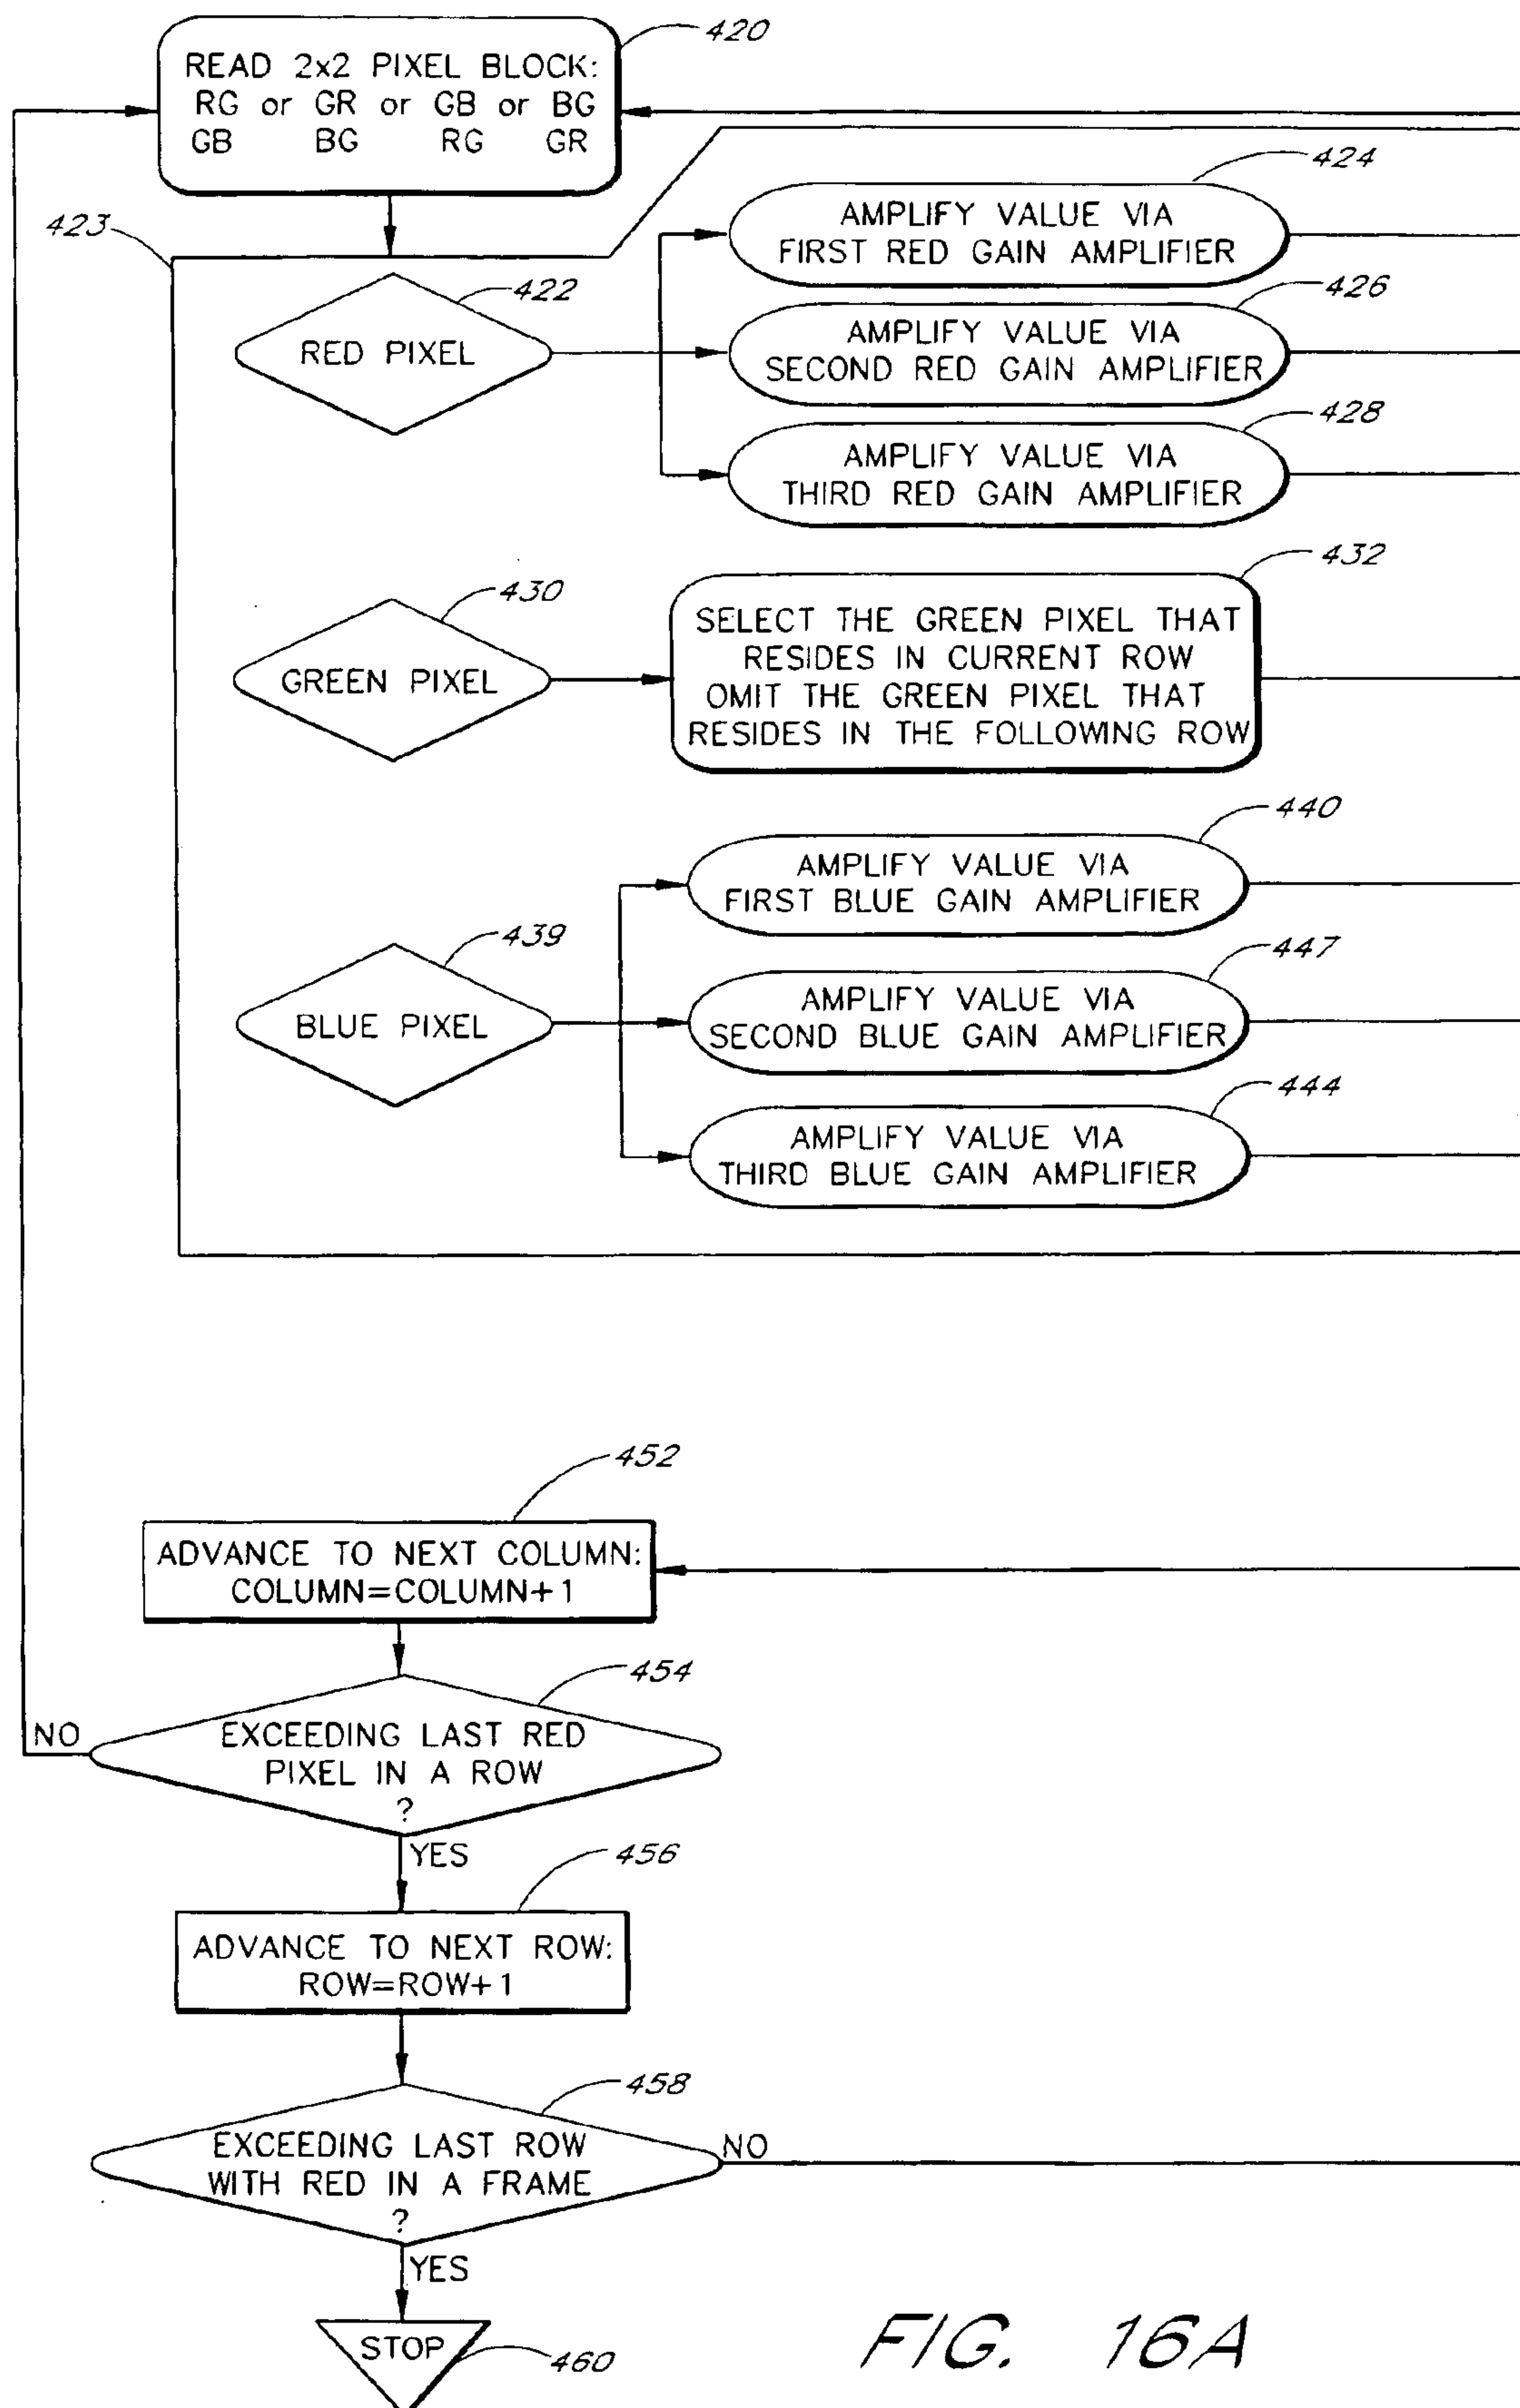 420
READ 2x2 PIXEL BLOCK:
RG or GR or GB or BG
GB BG RG GR
423
424
AMPLIFY VALUE VIA
FIRST RED GAIN AMPLIFIER
422
RED PIXEL
426
AMPLIFY VALUE VIA
SECOND RED GAIN AMPLIFIER
428
AMPLIFY VALUE VIA
THIRD RED GAIN AMPLIFIER
430
GREEN PIXEL
432
SELECT THE GREEN PIXEL THAT
RESIDES IN CURRENT ROW
OMIT THE GREEN PIXEL THAT
RESIDES IN THE FOLLOWING ROW
439
BLUE PIXEL
440
AMPLIFY VALUE VIA
FIRST BLUE GAIN AMPLIFIER
447
AMPLIFY VALUE VIA
SECOND BLUE GAIN AMPLIFIER
444
AMPLIFY VALUE VIA
THIRD BLUE GAIN AMPLIFIER
452
ADVANCE TO NEXT COLUMN:
COLUMN=COLUMN+1
454
EXCEEDING LAST RED
PIXEL IN A ROW
?
NO
YES
456
ADVANCE TO NEXT ROW:
ROW=ROW+1
458
EXCEEDING LAST ROW
WITH RED IN A FRAME
?
NO
YES
STOP
460
FIG. 16A